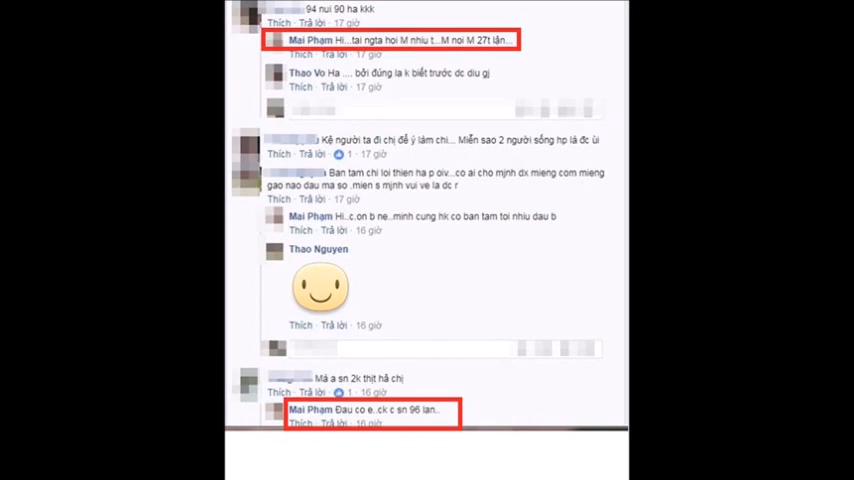 94 nui 90 ha kkk
Thích · Trả lời · 17 giờ
Mai Phạm Hi...tai ngta hoi M nhiu t...M noi M 27t lận...
Thích · Trả lời · 17 giờ
Thao Vo Ha .... bởi đúng la k biết trước dc diu gj
Thích · Trả lời · 17 giờ
Kệ người ta đi chị để ý làm chi... Miễn sao 2 người sống hp là đc ùi
Thích · Trả lời · 1 · 17 giờ
Ban tam chi loi thien ha p oiv...co ai cho mjnh dx mieng com mieng
gao nao dau ma so .mien s mjnh vui ve la dc r
Thích · Trả lời · 17 giờ
Mai Phạm Hi..c.on b ne..minh cung hk co ban tam toi nhiu dau b
Thích · Trả lời · 16 giờ
Thao Nguyen
Thích · Trả lời · 16 giờ
Má a sn 2k thịt hả chị
Thích · Trả lời · 1 · 16 giờ
Mai Phạm Đau co e..ck c sn 96 lan..
Thích · Trả lời · 16 giờ